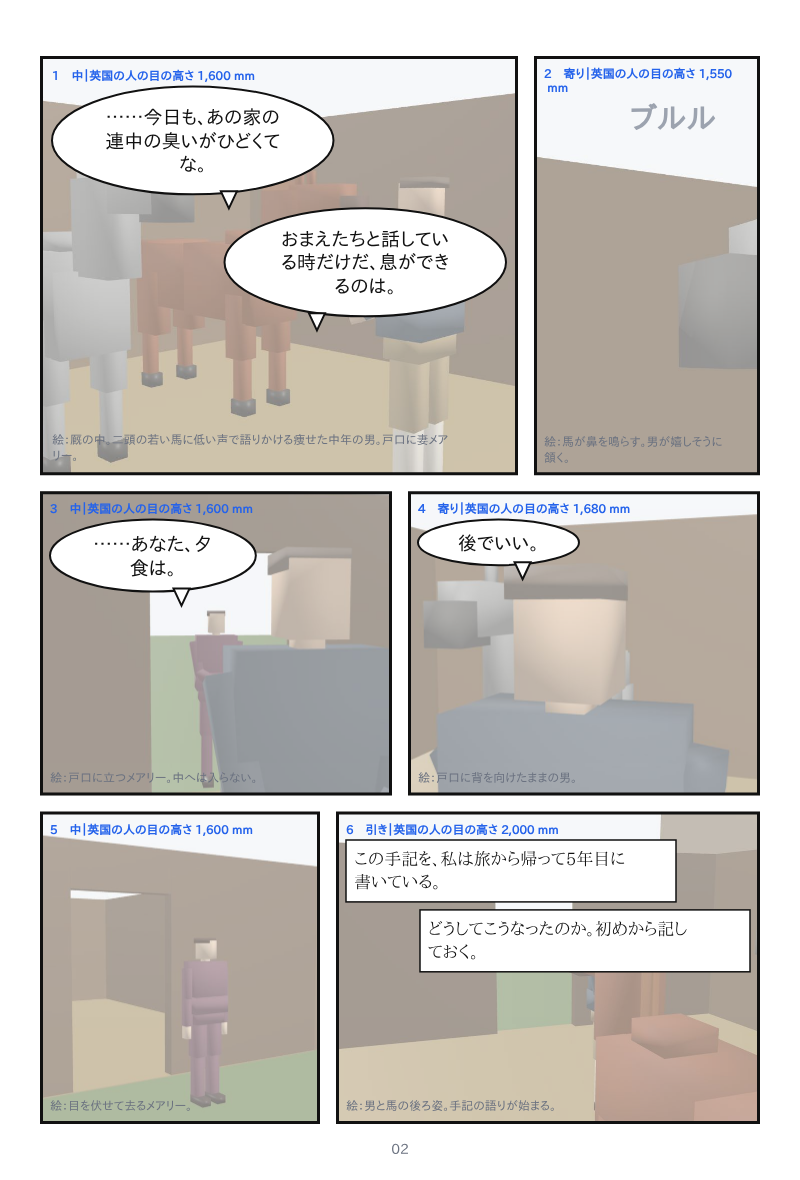 1　中|英国の人の目の高さ 1,600 mm
……今日も、あの家の
連中の臭いがひどくて
な。
おまえたちと話してい
る時だけだ、息ができ
るのは。
絵：厩の中。二頭の若い馬に低い声で語りかける痩せた中年の男。戸口に妻メア
リー。
2　寄り|英国の人の目の高さ 1,550
mm
ブルル
絵：馬が鼻を鳴らす。男が嬉しそうに
頷く。
3　中|英国の人の目の高さ 1,600 mm
……あなた、夕
食は。
絵：戸口に立つメアリー。中へは入らない。
4　寄り|英国の人の目の高さ 1,680 mm
後でいい。
絵：戸口に背を向けたままの男。
5　中|英国の人の目の高さ 1,600 mm
絵：目を伏せて去るメアリー。
6　引き|英国の人の目の高さ 2,000 mm
この手記を、私は旅から帰って5年目に
書いている。
どうしてこうなったのか。初めから記し
ておく。
絵：男と馬の後ろ姿。手記の語りが始まる。
02